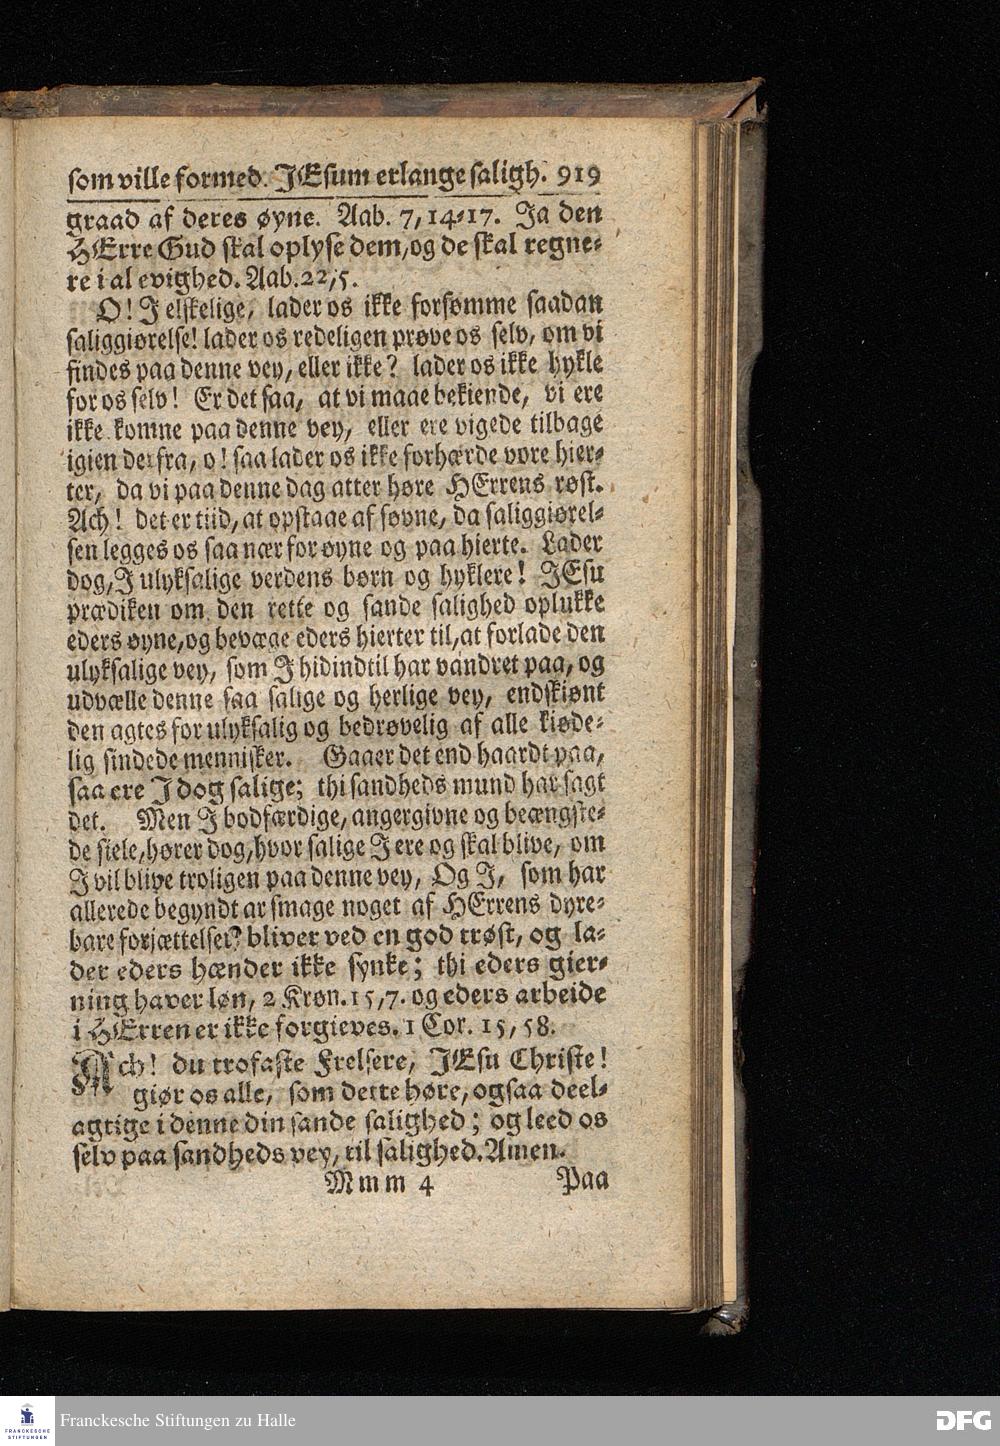 som ville formed. JEsum erlange saligh. 919
graad af deres øyne. Aab. 7, 14-17. Ja den
HErre Gud skal oplyse dem, og de skal regne-
re i al evighed. Aab. 22, 5.
O! I elskelige, lader os ikke forsømme saadan
saliggiørelse! lader os redeligen prøve os selv, om vi
findes paa denne vey, eller ikke? lader os ikke hykle
for os selv! Er det saa, at vi maae bekiende, vi ere
ikke komne paa denne vey, eller ere vigede tilbage
igien derfra, o! saa lader os ikke forhærde vore hier-
ter, da vi paa denne dag atter høre HErrens røst.
Ach! det er tiid, at opstaae af søvne, da saliggiørel-
sen legges os saa nær for øyne og paa hierte. Lader
dog, I ulyksalige verdens børn og hyklere! JEsu
prædiken om den rette og sande salighed oplukke
eders øyne, og bevæge eders hierter til, at forlade den
ulyksalige vey, som I hidindtil har vandret paa, og
udvælle denne saa salige og herlige vey, endskiønt
den agtes for ulyksalig og bedrøvelig af alle kiøde-
lig sindede mennisker. Gaaer det end haardt paa,
saa ere I dog salige; thi sandheds mund har sagt
det. Men I bodfærdige, angergivne og beængste-
de siele, hører dog, hvor salige I ere og skal blive, om
I vil blive troligen paa denne vey, Og I, som har
allerede begyndt at smage noget af HErrens dyre-
bare forjættelser? bliver ved en god trøst, og la-
der eders hænder ikke synke; thi eders gier-
ning haver løn, 2 Krøn. 15, 7. og eders arbeide
i HErren er ikke forgieves. 1 Cor. 15, 58.
Ach! du trofaste Frelsere, JEsu Christe!
giør os alle, som dette høre, ogsaa deel-
agtige i denne din sande salighed; og leed os
selv paa sandheds vey, til salighed. Amen.
Mmm 4 Paa
FRANCKESCHE STIFTUNGEN
Franckesche Stiftungen zu Halle
DFG